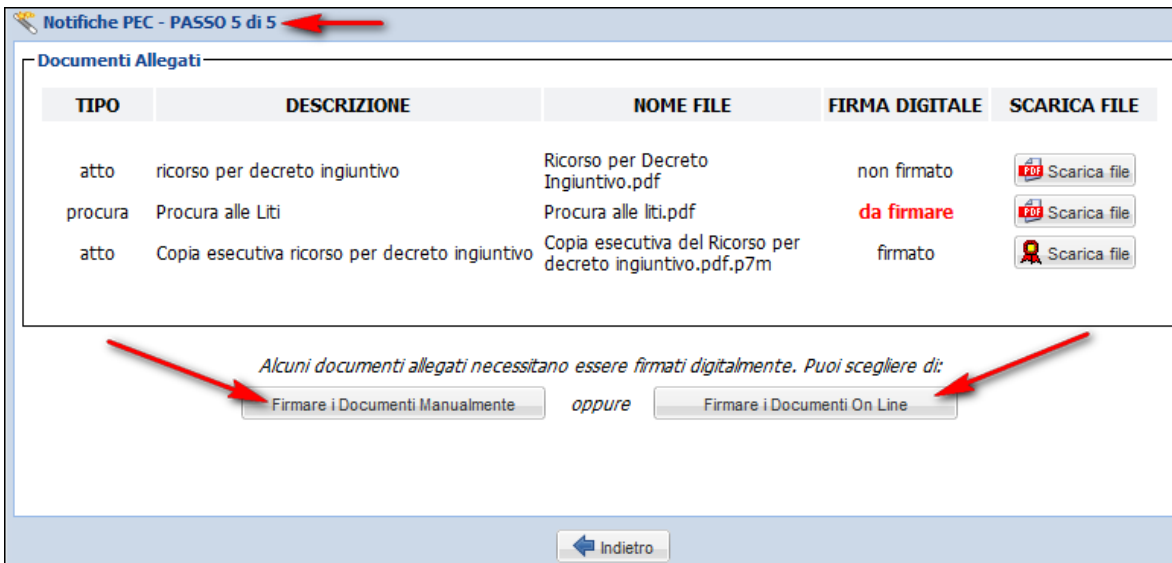 Notifiche PEC - PASSO 5 di 5
Documenti Allegati
TIPO DESCRIZIONE NOME FILE FIRMA DIGITALE SCARICA FILE
atto ricorso per decreto ingiuntivo Ricorso per Decreto Ingiuntivo.pdf non firmato PDF Scarica file
procura Procura alle Liti Procura alle liti.pdf da firmare PDF Scarica file
atto Copia esecutiva ricorso per decreto ingiuntivo Copia esecutiva del Ricorso per decreto ingiuntivo.pdf.p7m firmato Scarica file
Alcuni documenti allegati necessitano essere firmati digitalmente. Puoi scegliere di:
Firmare i Documenti Manualmente oppure Firmare i Documenti On Line
Indietro